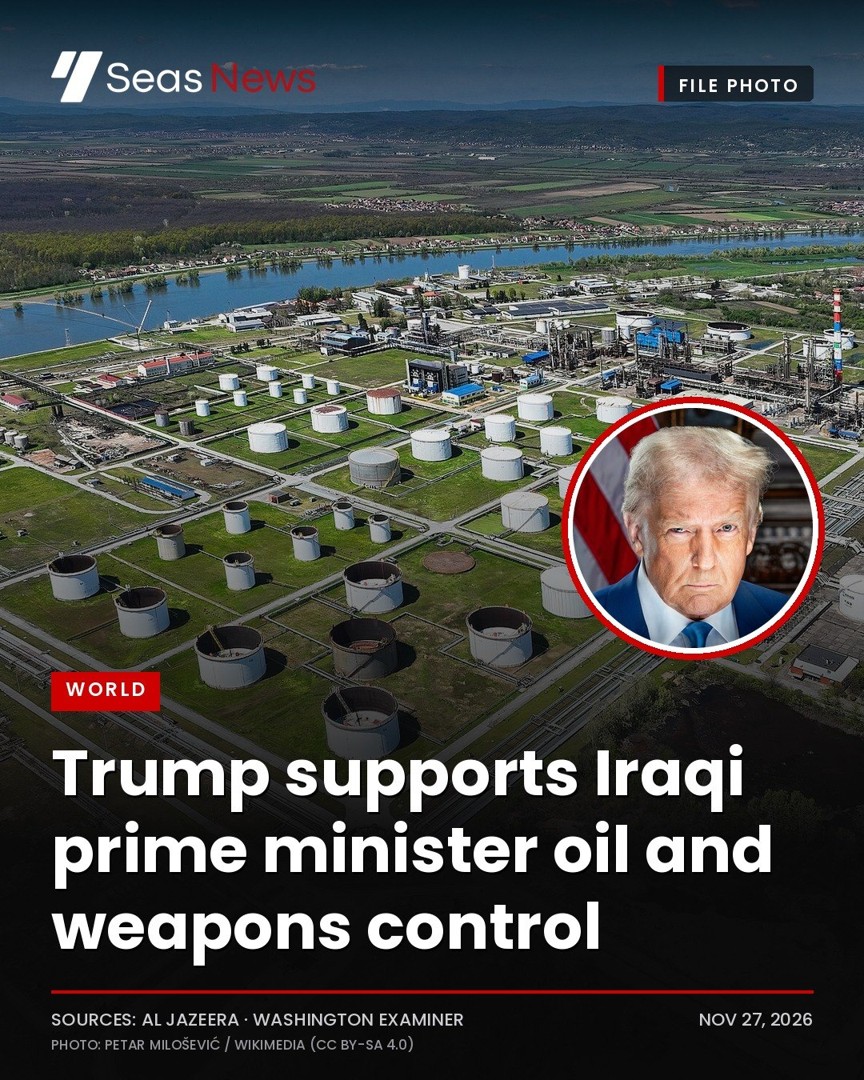 Seas News
FILE PHOTO
WORLD
Trump supports Iraqi
prime minister oil and
weapons control
SOURCES: AL JAZEERA · WASHINGTON EXAMINER
NOV 27, 2026
PHOTO: PETAR MILOŠEVIĆ / WIKIMEDIA (CC BY-SA 4.0)